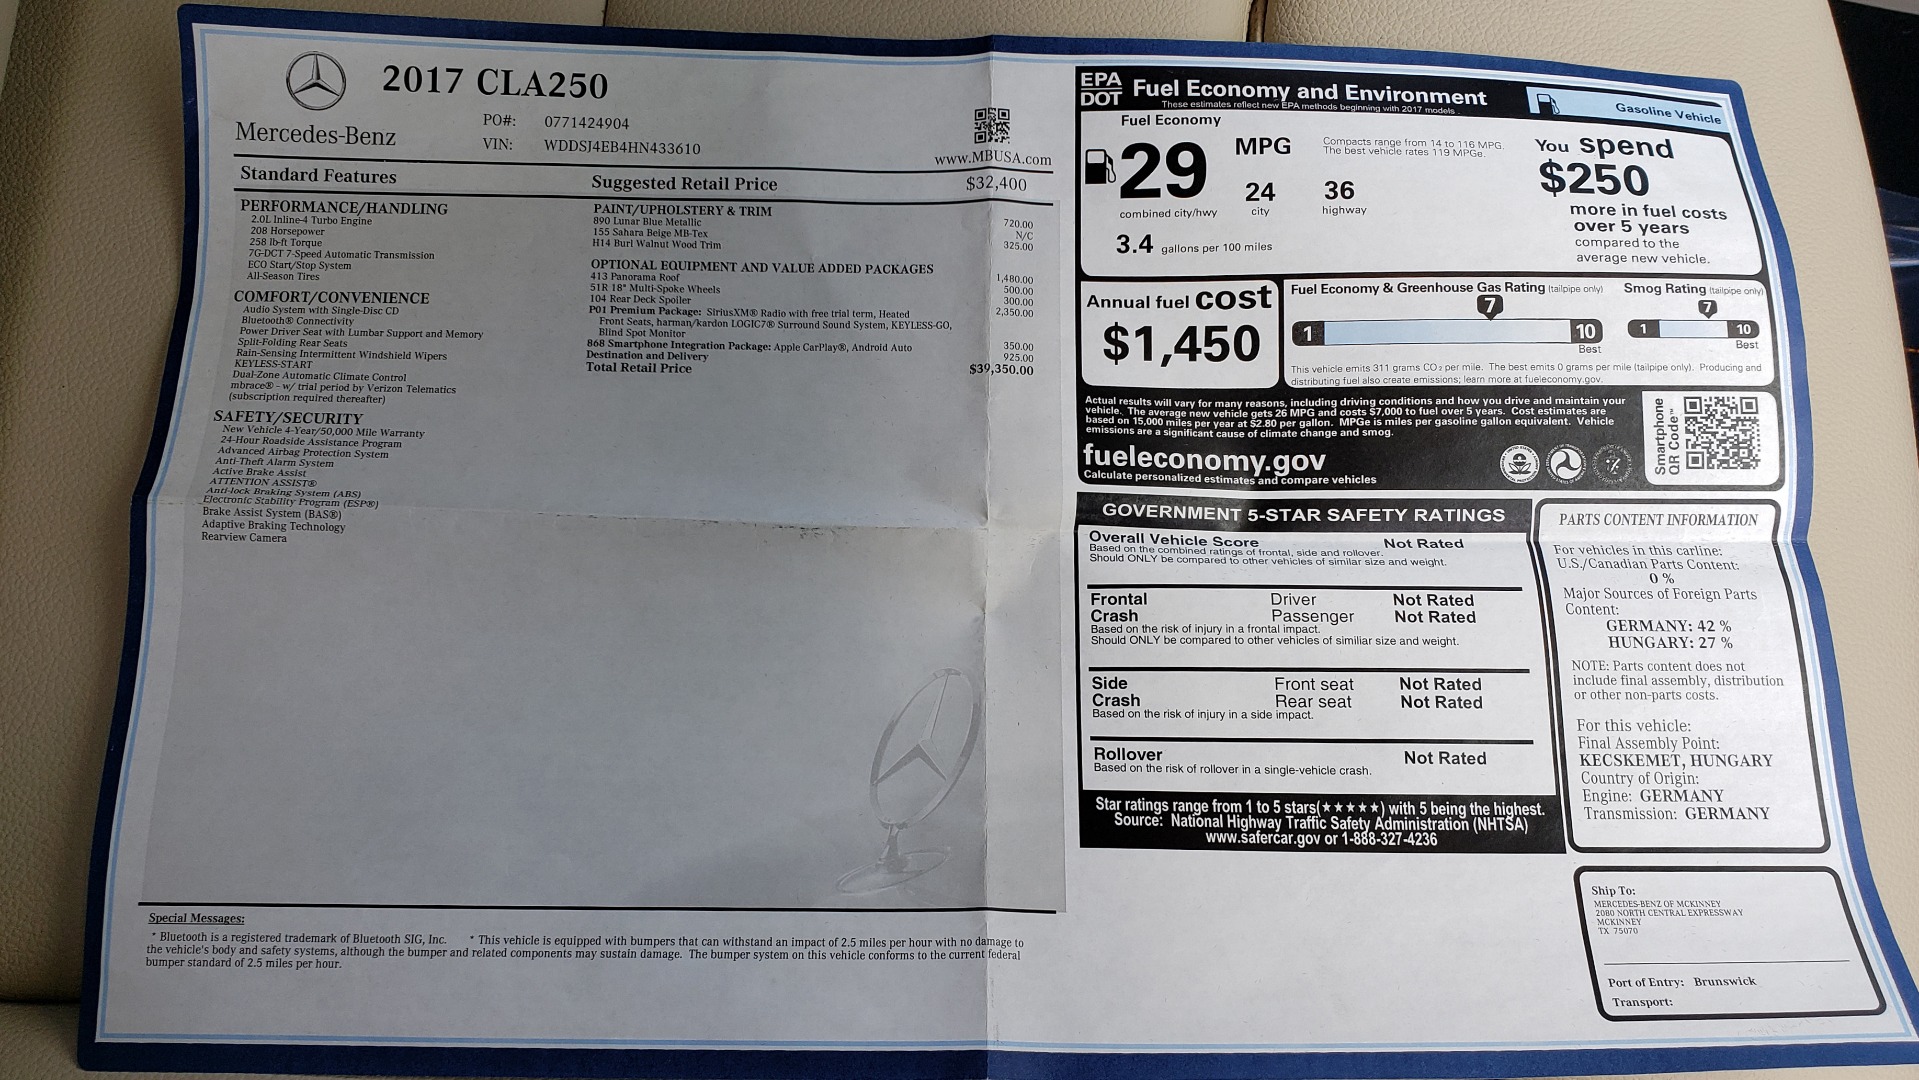 2017 CLA250
Mercedes-Benz
PO#: 0771424904
VIN: WDDSJ4EB4HN433610
www.MBUSA.com
Standard Features
Suggested Retail Price $32,400
PERFORMANCE/HANDLING
2.0L Inline-4 Turbo Engine
208 Horsepower
258 lb-ft Torque
7G-DCT 7-Speed Automatic Transmission
ECO Start/Stop System
All-Season Tires
COMFORT/CONVENIENCE
Audio System with Single-Disc CD
Bluetooth® Connectivity
Power Driver Seat with Lumbar Support and Memory
Split-Folding Rear Seats
Rain-Sensing Intermittent Windshield Wipers
KEYLESS-START
Dual-Zone Automatic Climate Control
mbrace® - w/ trial period by Verizon Telematics
(subscription required thereafter)
SAFETY/SECURITY
New Vehicle 4-Year/50,000 Mile Warranty
24-Hour Roadside Assistance Program
Advanced Airbag Protection System
Anti-Theft Alarm System
Active Brake Assist
ATTENTION ASSIST®
Anti-lock Braking System (ABS)
Electronic Stability Program (ESP®)
Brake Assist System (BAS®)
Adaptive Braking Technology
Rearview Camera
PAINT/UPHOLSTERY & TRIM
890 Lunar Blue Metallic 720.00
155 Sahara Beige MB-Tex N/C
H14 Burl Walnut Wood Trim 325.00
OPTIONAL EQUIPMENT AND VALUE ADDED PACKAGES
413 Panorama Roof 1,480.00
51R 18" Multi-Spoke Wheels 500.00
104 Rear Deck Spoiler 300.00
P01 Premium Package: SiriusXM® Radio with free trial term, Heated 2,350.00
Front Seats, harman/kardon LOGIC7® Surround Sound System, KEYLESS-GO,
Blind Spot Monitor
868 Smartphone Integration Package: Apple CarPlay®, Android Auto 350.00
Destination and Delivery 925.00
Total Retail Price $39,350.00
Special Messages:
* Bluetooth is a registered trademark of Bluetooth SIG, Inc. * This vehicle is equipped with bumpers that can withstand an impact of 2.5 miles per hour with no damage to
the vehicle's body and safety systems, although the bumper and related components may sustain damage. The bumper system on this vehicle conforms to the current federal
bumper standard of 2.5 miles per hour.
EPA
DOT
Fuel Economy and Environment
These estimates reflect new EPA methods beginning with 2017 models.
Gasoline Vehicle
Fuel Economy
29 MPG
combined city/hwy
24
city
36
highway
Compacts range from 14 to 116 MPG.
The best vehicle rates 119 MPGe.
3.4 gallons per 100 miles
You spend
$250
more in fuel costs
over 5 years
compared to the
average new vehicle.
Annual fuel cost
$1,450
Fuel Economy & Greenhouse Gas Rating (tailpipe only)
7
1 10
Best
Smog Rating (tailpipe only)
7
1 10
Best
This vehicle emits 311 grams CO₂ per mile. The best emits 0 grams per mile (tailpipe only). Producing and
distributing fuel also create emissions; learn more at fueleconomy.gov.
Actual results will vary for many reasons, including driving conditions and how you drive and maintain your
vehicle. The average new vehicle gets 26 MPG and costs $7,000 to fuel over 5 years. Cost estimates are
based on 15,000 miles per year at $2.80 per gallon. MPGe is miles per gasoline gallon equivalent. Vehicle
emissions are a significant cause of climate change and smog.
fueleconomy.gov
Calculate personalized estimates and compare vehicles
Smartphone
QR Code™
GOVERNMENT 5-STAR SAFETY RATINGS
Overall Vehicle Score Not Rated
Based on the combined ratings of frontal, side and rollover.
Should ONLY be compared to other vehicles of similar size and weight.
Frontal Driver Not Rated
Crash Passenger Not Rated
Based on the risk of injury in a frontal impact.
Should ONLY be compared to other vehicles of similiar size and weight.
Side Front seat Not Rated
Crash Rear seat Not Rated
Based on the risk of injury in a side impact.
Rollover Not Rated
Based on the risk of rollover in a single-vehicle crash.
Star ratings range from 1 to 5 stars(★★★★★) with 5 being the highest.
Source: National Highway Traffic Safety Administration (NHTSA)
www.safercar.gov or 1-888-327-4236
PARTS CONTENT INFORMATION
For vehicles in this carline:
U.S./Canadian Parts Content:
0 %
Major Sources of Foreign Parts
Content:
GERMANY: 42 %
HUNGARY: 27 %
NOTE: Parts content does not
include final assembly, distribution
or other non-parts costs.
For this vehicle:
Final Assembly Point:
KECSKEMET, HUNGARY
Country of Origin:
Engine: GERMANY
Transmission: GERMANY
Ship To:
MERCEDES-BENZ OF MCKINNEY
2080 NORTH CENTRAL EXPRESSWAY
MCKINNEY
TX 75070
Port of Entry: Brunswick
Transport: